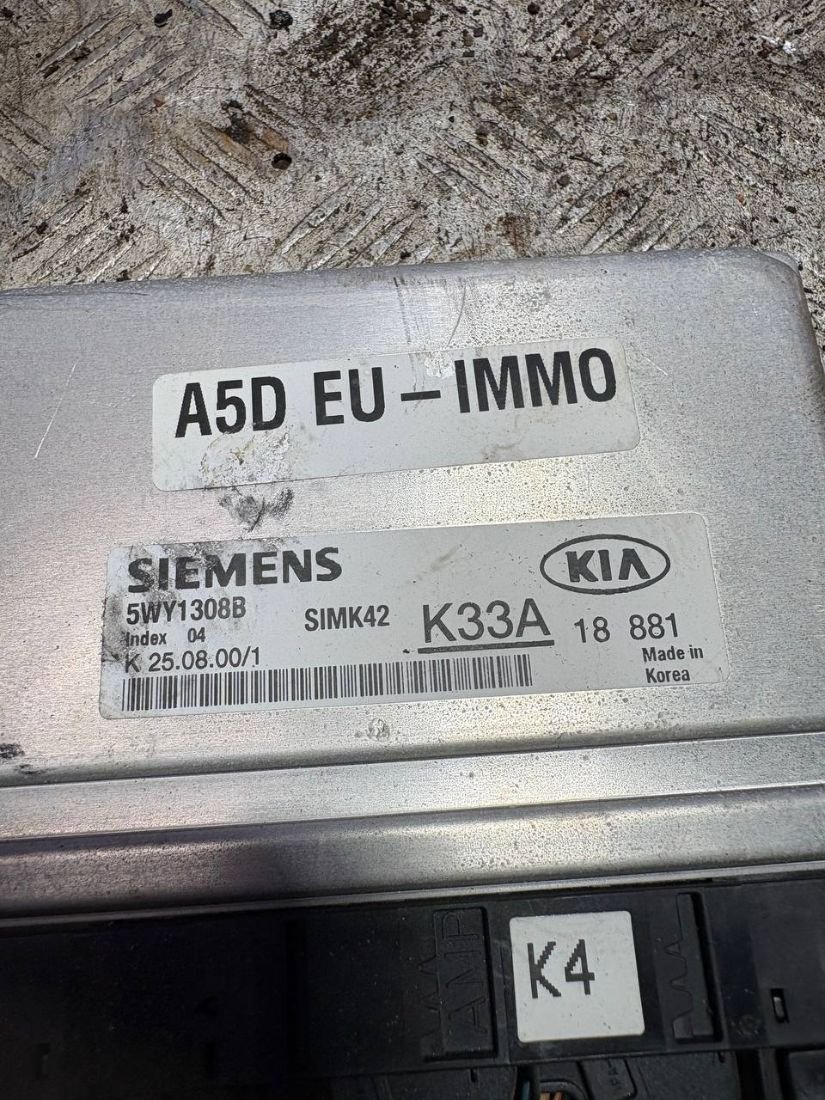 A5D EU - IMMO
SIEMENS KIA
5WY1308B SIMK42 K33A 18 881
Index 04
K 25.08.00/1 Made in
Korea
AMP
K4